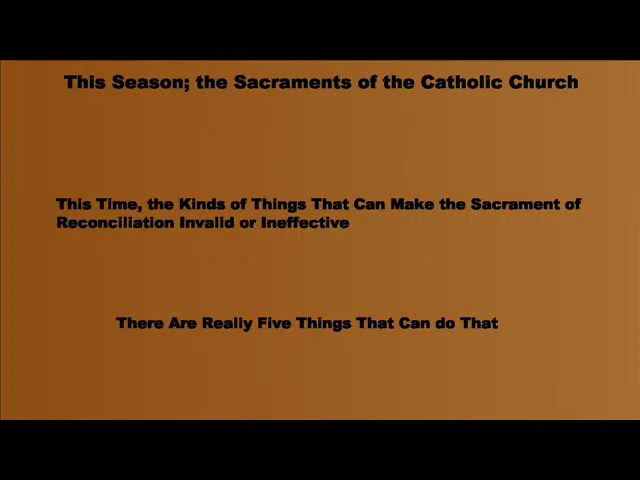 This Season; the Sacraments of the Catholic Church
This Time, the Kinds of Things That Can Make the Sacrament of
Reconciliation Invalid or Ineffective
There Are Really Five Things That Can do That